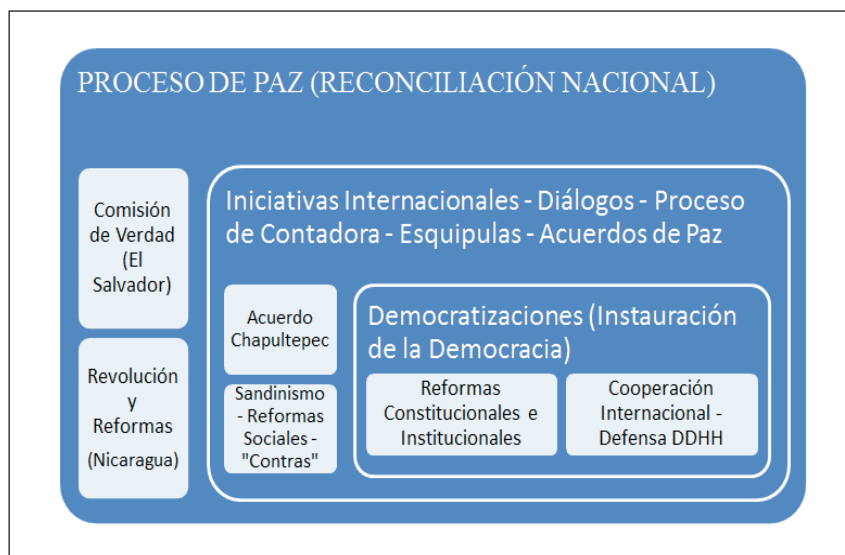 PROCESO DE PAZ (RECONCILIACIÓN NACIONAL)
Comisión
de Verdad
(El
Salvador)
Revolución
y
Reformas
(Nicaragua)
Iniciativas Internacionales - Diálogos - Proceso
de Contadora - Esquipulas - Acuerdos de Paz
Acuerdo
Chapultepec
Sandinismo
- Reformas
Sociales -
"Contras"
Democratizaciones (Instauración
de la Democracia)
Reformas
Constitucionales e
Institucionales
Cooperación
Internacional -
Defensa DDHH